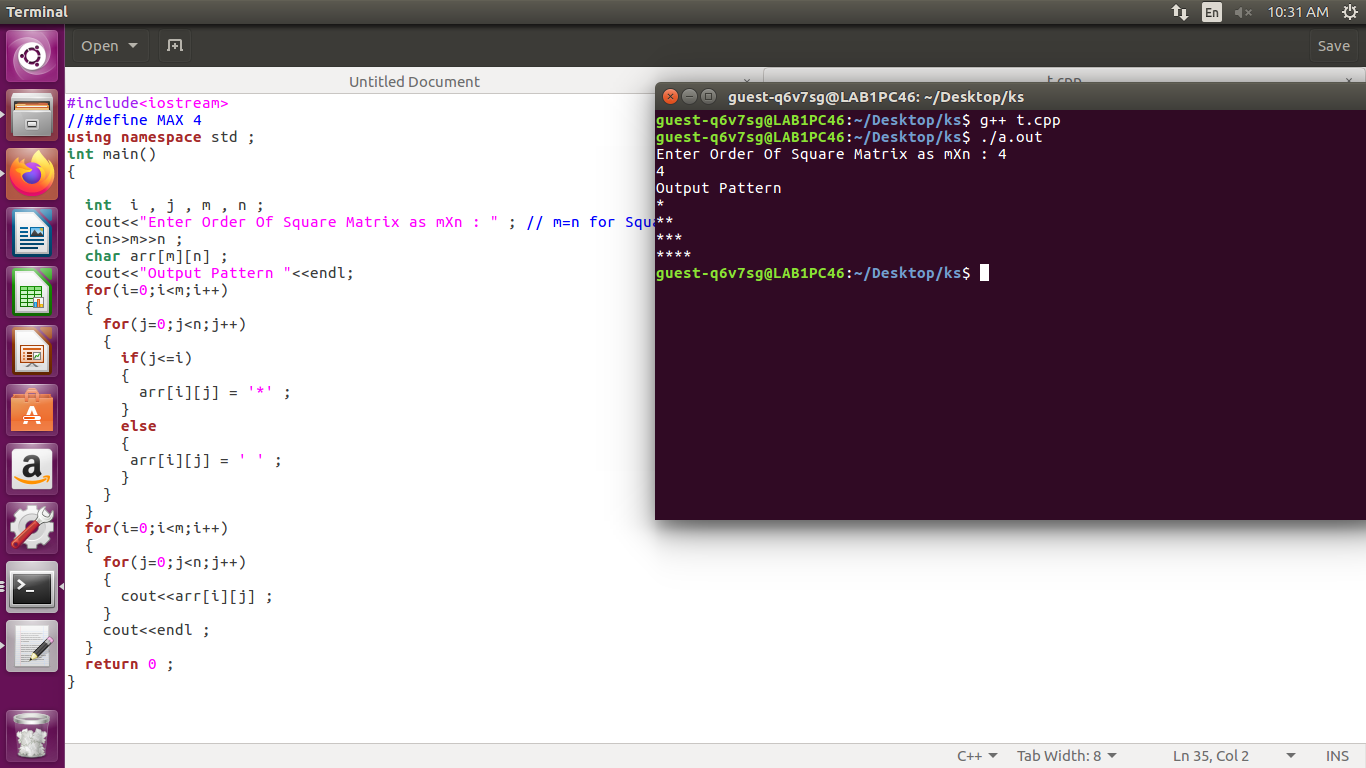 Terminal
En
10:31 AM
Open
Save
Untitled Document
#include<iostream>
//#define MAX 4
using namespace std ;
int main()
{
int  i , j , m , n ;
cout<<"Enter Order Of Square Matrix as mXn : " ; // m=n for Squ
cin>>m>>n ;
char arr[m][n] ;
cout<<"Output Pattern "<<endl;
for(i=0;i<m;i++)
{
for(j=0;j<n;j++)
{
if(j<=i)
{
arr[i][j] = '*' ;
}
else
{
arr[i][j] = ' ' ;
}
}
}
for(i=0;i<m;i++)
{
for(j=0;j<n;j++)
{
cout<<arr[i][j] ;
}
cout<<endl ;
}
return 0 ;
}
guest-q6v7sg@LAB1PC46: ~/Desktop/ks
guest-q6v7sg@LAB1PC46:~/Desktop/ks$ g++ t.cpp
guest-q6v7sg@LAB1PC46:~/Desktop/ks$ ./a.out
Enter Order Of Square Matrix as mXn : 4
4
Output Pattern
*
**
***
****
guest-q6v7sg@LAB1PC46:~/Desktop/ks$
C++
Tab Width: 8
Ln 35, Col 2
INS